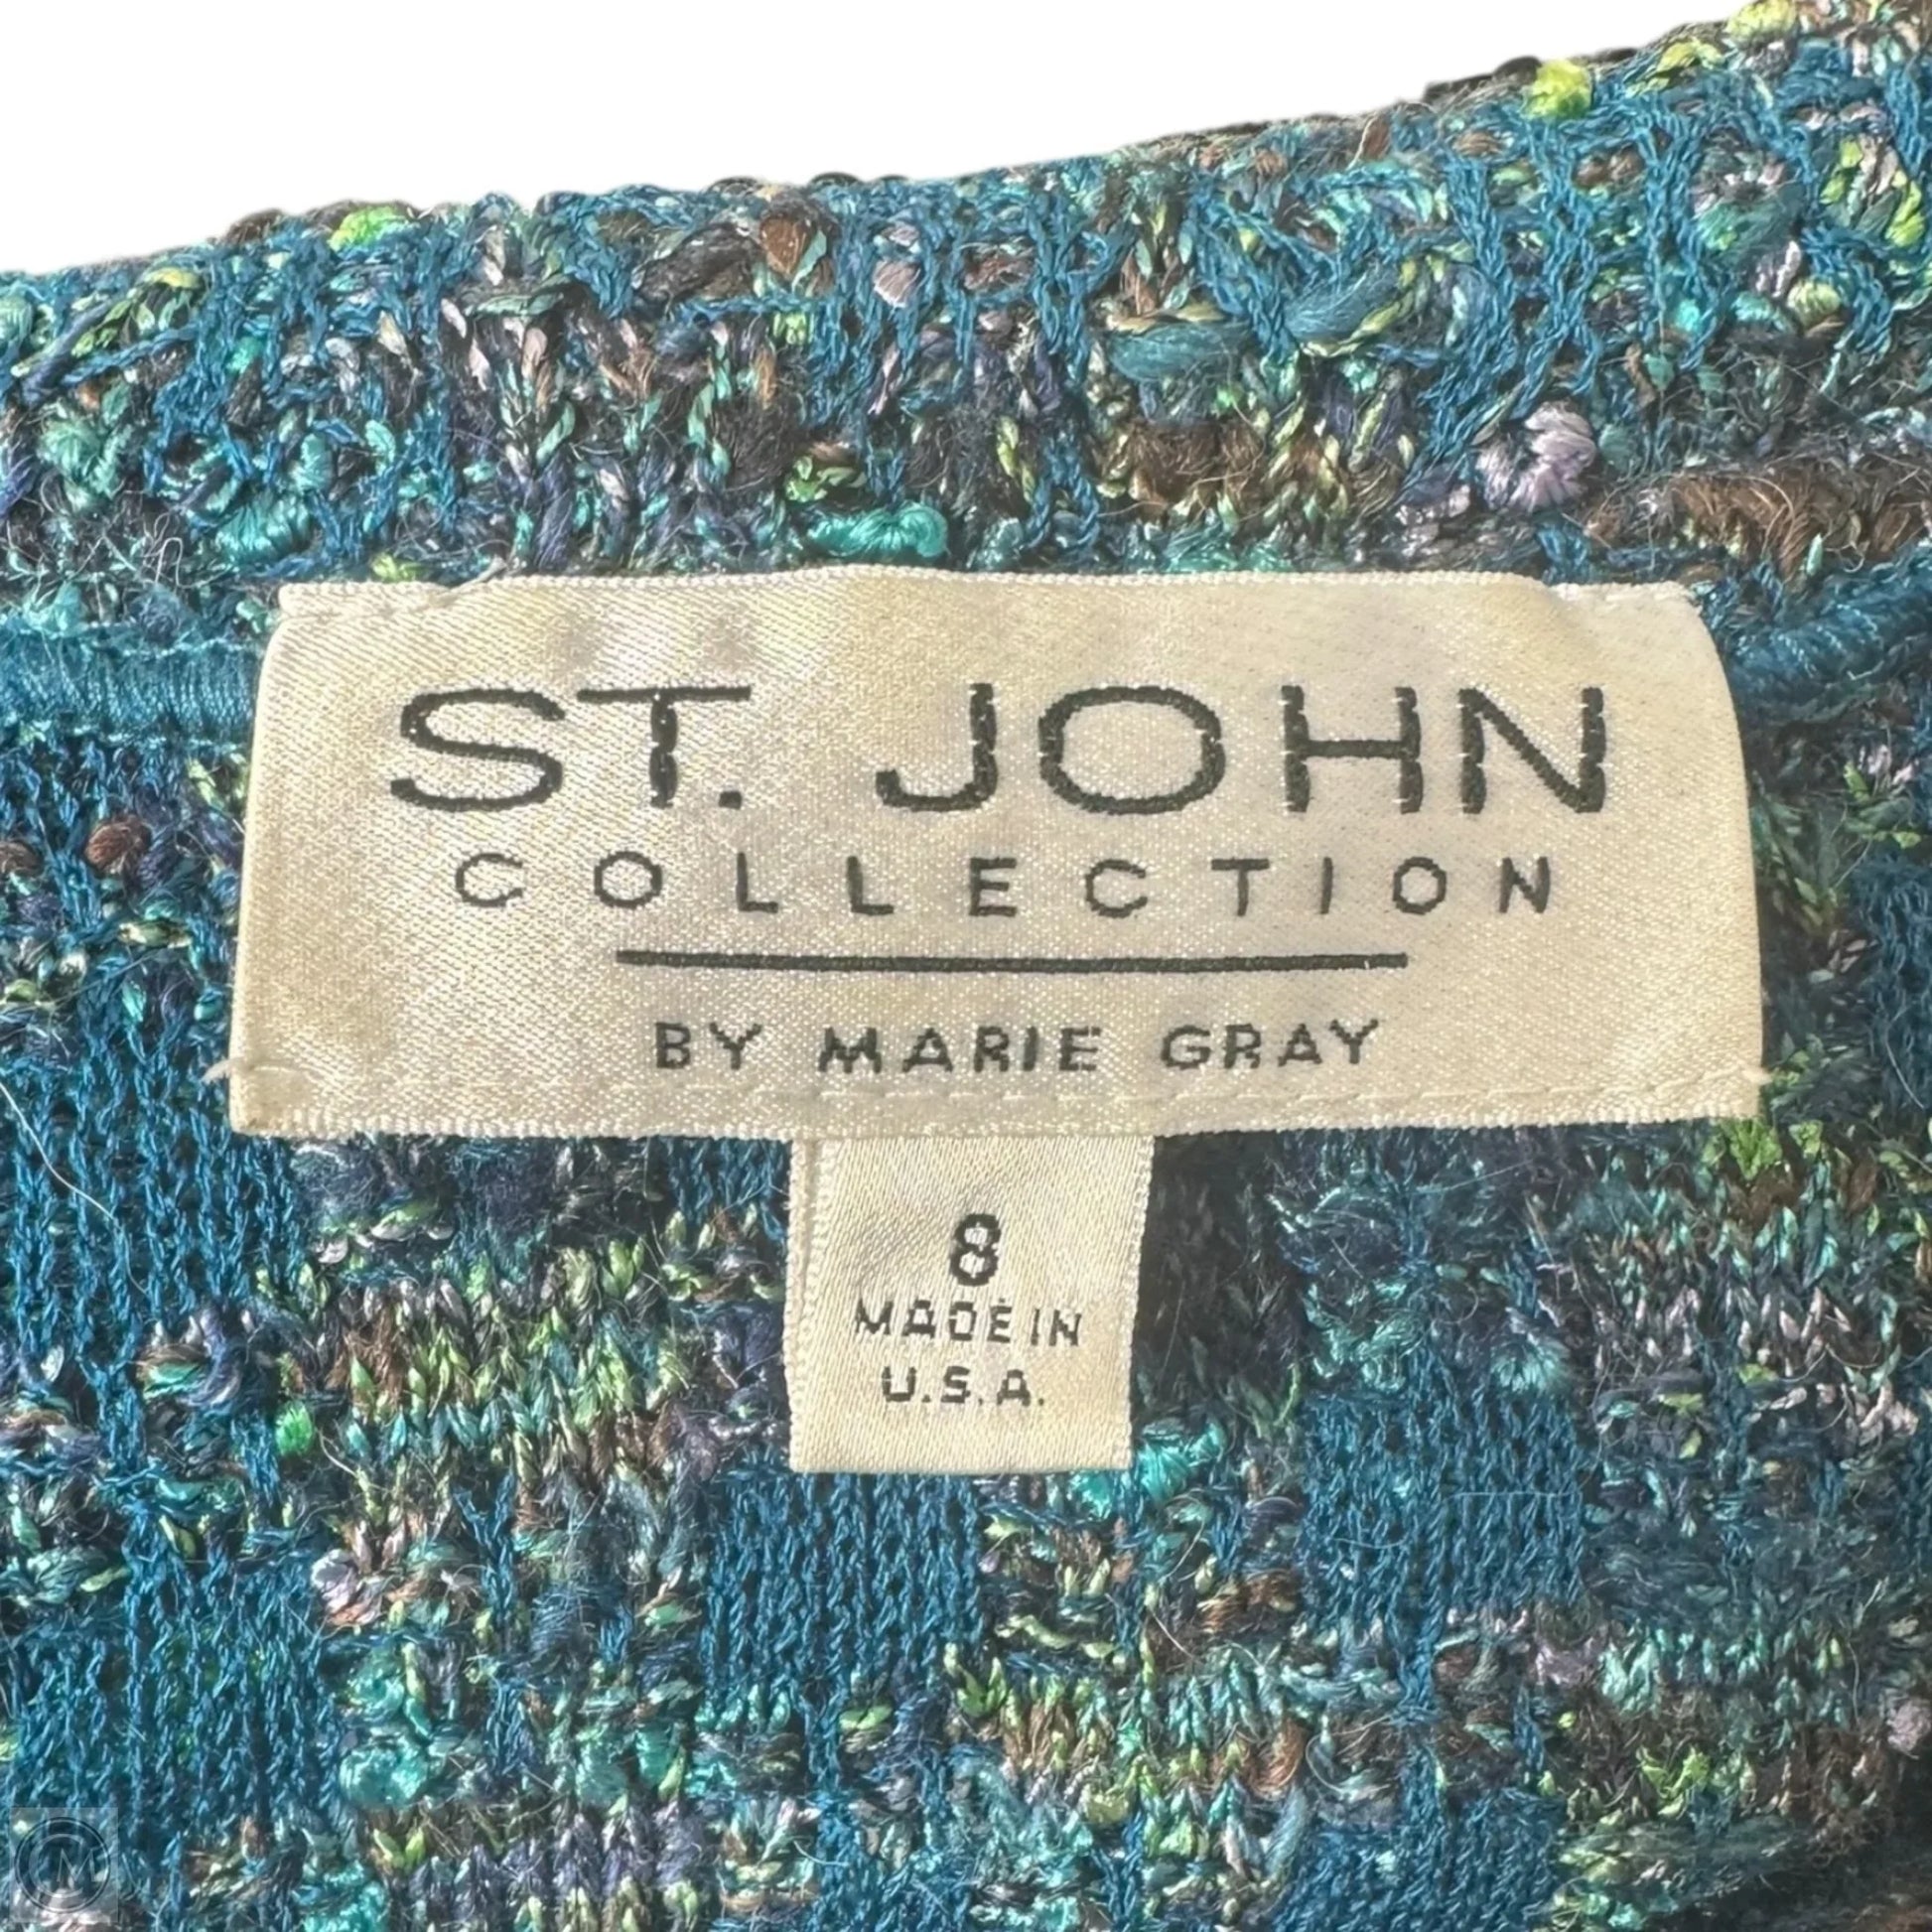 ST. JOHN
COLLECTION
BY MARIE GRAY
8
MADE IN
U.S.A.